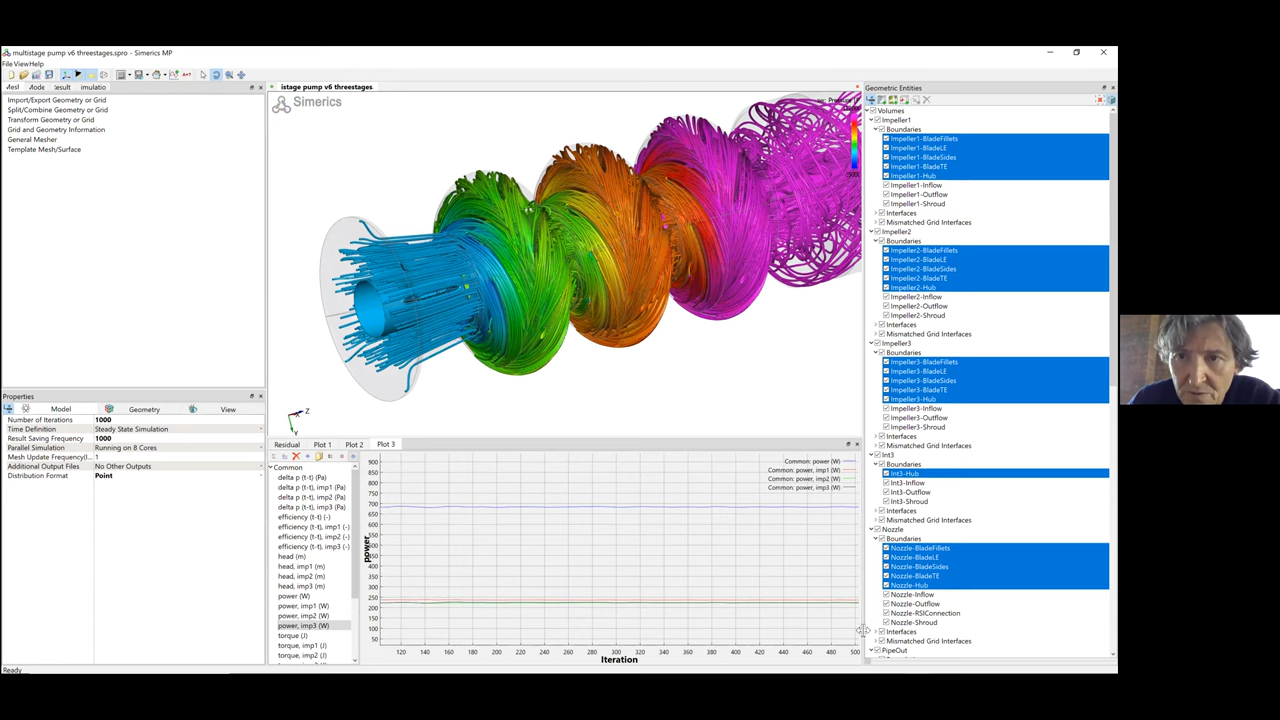 multistage pump v6 threestages.spro - Simerics MP
File View Help
Import/Export Geometry or Grid
Split/Combine Geometry or Grid
Transform Geometry or Grid
Grid and Geometry Information
General Mesher
Template Mesh/Surface
istage pump v6 threestages
Simerics
Z
Y
Properties
Model Geometry View
Number of Iterations 1000
Time Definition Steady State Simulation
Result Saving Frequency 1000
Parallel Simulation Running on 8 Cores
Mesh Update Frequency(I... 1
Additional Output Files No Other Outputs
Distribution Format Point
Ready
Residual Plot 1 Plot 2 Plot 3
Common
delta p (t-t) (Pa)
delta p (t-t), imp1 (Pa)
delta p (t-t), imp2 (Pa)
delta p (t-t), imp3 (Pa)
efficiency (t-t) (-)
efficiency (t-t), imp1 (-)
efficiency (t-t), imp2 (-)
efficiency (t-t), imp3 (-)
head (m)
head, imp1 (m)
head, imp2 (m)
head, imp3 (m)
power (W)
power, imp1 (W)
power, imp2 (W)
power, imp3 (W)
torque (J)
torque, imp1 (J)
torque, imp2 (J)
power
900
850
800
750
700
650
600
550
500
450
400
350
300
250
200
150
100
50
Common: power (W)
Common: power, imp1 (W)
Common: power, imp2 (W)
Common: power, imp3 (W)
120 140 160 180 200 220 240 260 280 300 320 340 360 380 400 420 440 460 480 500
Iteration
Geometric Entities
Volumes
Impeller1
Boundaries
Impeller1-BladeFillets
Impeller1-BladeLE
Impeller1-BladeSides
Impeller1-BladeTE
Impeller1-Hub
Impeller1-Inflow
Impeller1-Outflow
Impeller1-Shroud
Interfaces
Mismatched Grid Interfaces
Impeller2
Boundaries
Impeller2-BladeFillets
Impeller2-BladeLE
Impeller2-BladeSides
Impeller2-BladeTE
Impeller2-Hub
Impeller2-Inflow
Impeller2-Outflow
Impeller2-Shroud
Interfaces
Mismatched Grid Interfaces
Impeller3
Boundaries
Impeller3-BladeFillets
Impeller3-BladeLE
Impeller3-BladeSides
Impeller3-BladeTE
Impeller3-Hub
Impeller3-Inflow
Impeller3-Outflow
Impeller3-Shroud
Interfaces
Mismatched Grid Interfaces
Int3
Boundaries
Int3-Hub
Int3-Inflow
Int3-Outflow
Int3-Shroud
Interfaces
Mismatched Grid Interfaces
Nozzle
Boundaries
Nozzle-BladeFillets
Nozzle-BladeLE
Nozzle-BladeSides
Nozzle-BladeTE
Nozzle-Hub
Nozzle-Inflow
Nozzle-Outflow
Nozzle-RSIConnection
Nozzle-Shroud
Interfaces
Mismatched Grid Interfaces
PipeOut